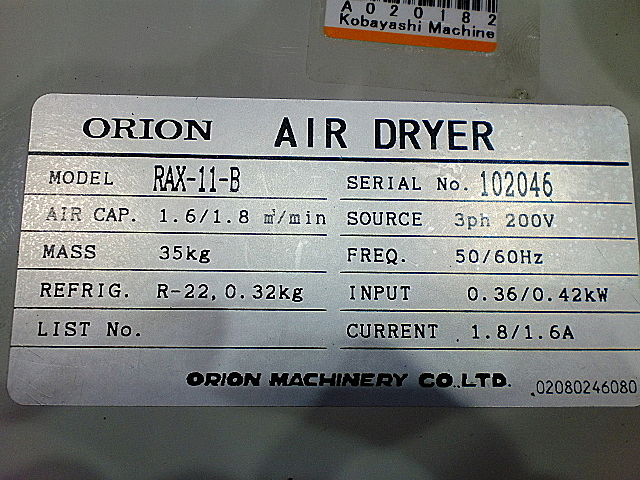 A020182
Kobayashi Machine
ORION AIR DRYER
MODEL RAX-11-B
SERIAL No. 102046
AIR CAP. 1.6/1.8 m³/min
SOURCE 3ph 200V
MASS 35kg
FREQ. 50/60Hz
REFRIG. R-22, 0.32kg
INPUT 0.36/0.42kW
LIST No.
CURRENT 1.8/1.6A
ORION MACHINERY CO.,LTD.
02080246080